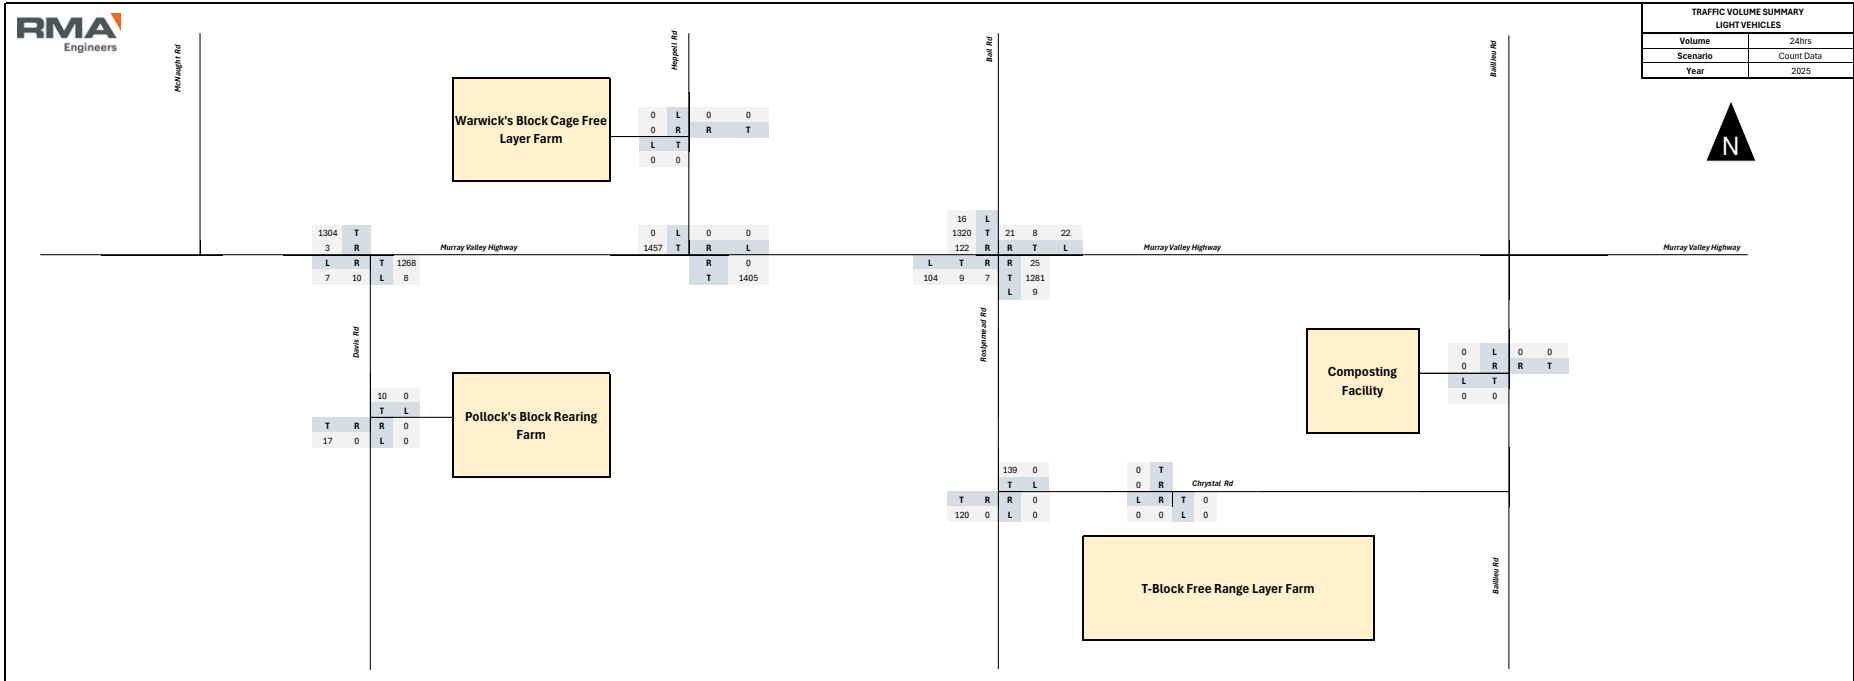 RMA
Engineers
TRAFFIC VOLUME SUMMARY
LIGHT VEHICLES
Volume 24hrs
Scenario Count Data
Year 2025
N
McNaught Rd
Heppell Rd
Ball Rd
Baillieu Rd
Warwick's Block Cage Free
Layer Farm
0 L 0 0
0 R R T
L T
0 0
1304 T
3 R
L R T 1268
7 10 L 8
Murray Valley Highway
0 L 0 0
1457 T R L
R 0
T 1405
16 L
1320 T 21 8 22
122 R R T L
L T R R 25
104 9 7 T 1281
L 9
Murray Valley Highway
Murray Valley Highway
Davis Rd
Roslynmead Rd
Pollock's Block Rearing
Farm
10 0
T L
T R R 0
17 0 L 0
Composting
Facility
0 L 0 0
0 R R T
L T
0 0
139 0
T L
T R R 0
120 0 L 0
0 T
0 R
L R T 0
0 0 L 0
Chrystal Rd
T-Block Free Range Layer Farm
Baillieu Rd